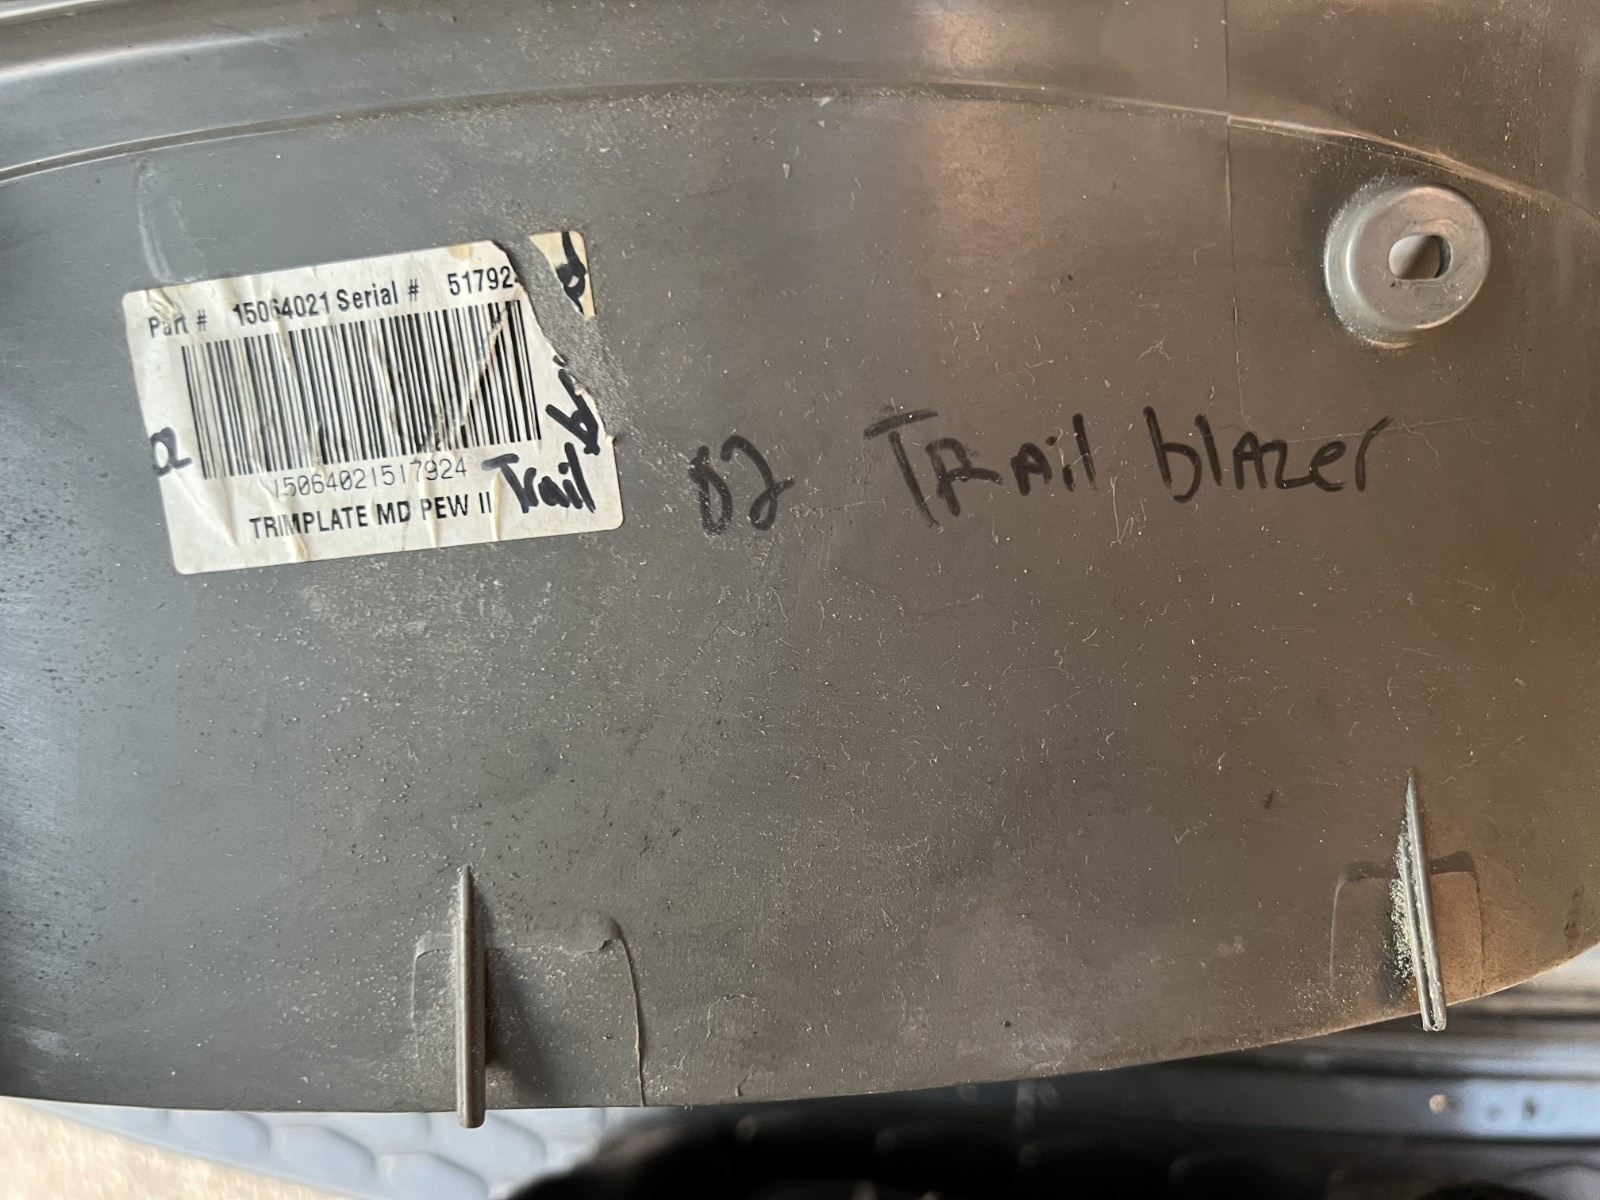 Part # 15064021 Serial # 51792
15064021517924
TRIMPLATE MD PEW II
Trail
02 TRAil blAzer